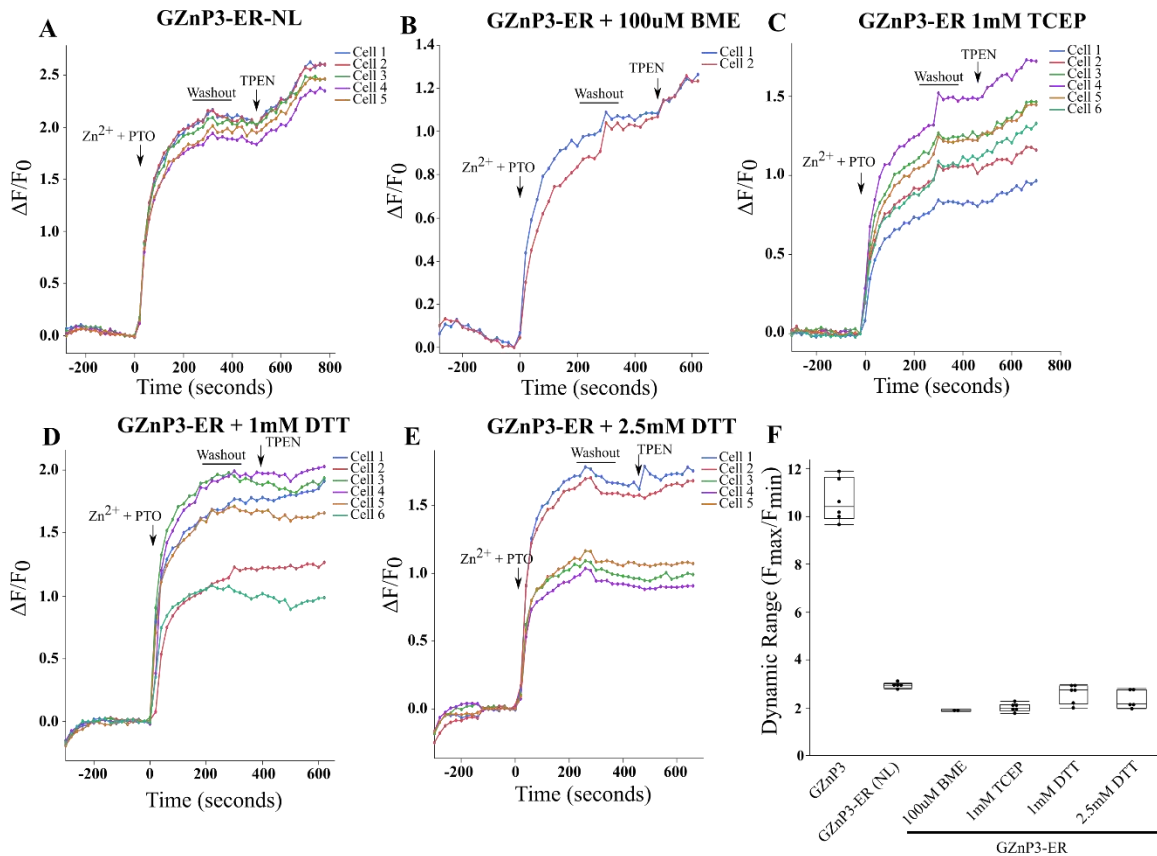 A
GZnP3-ER-NL
Cell 1
Cell 2
Cell 3
Cell 4
Cell 5
TPEN
Washout
Zn2+ + PTO
ΔF/F0
2.5
2.0
1.5
1.0
0.5
0.0
-200 0 200 400 600 800
Time (seconds)
B
GZnP3-ER + 100uM BME
Cell 1
Cell 2
TPEN
Washout
Zn2+ + PTO
ΔF/F0
1.4
1.2
1.0
0.8
0.6
0.4
0.2
0.0
-200 0 200 400 600
Time (seconds)
C
GZnP3-ER 1mM TCEP
Cell 1
Cell 2
Cell 3
Cell 4
Cell 5
Cell 6
TPEN
Washout
Zn2+ + PTO
ΔF/F0
1.5
1.0
0.5
0.0
-200 0 200 400 600
Time (seconds)
D
GZnP3-ER + 1mM DTT
Cell 1
Cell 2
Cell 3
Cell 4
Cell 5
Cell 6
TPEN
Washout
Zn2+ + PTO
ΔF/F0
2.0
1.5
1.0
0.5
0.0
-200 0 200 400 600
Time (seconds)
E
GZnP3-ER + 2.5mM DTT
Cell 1
Cell 2
Cell 3
Cell 4
Cell 5
TPEN
Washout
Zn2+ + PTO
ΔF/F0
2.0
1.5
1.0
0.5
0.0
-200 0 200 400 600
Time (seconds)
F
Dynamic Range (Fmax/Fmin)
12
10
8
6
4
2
0
GZnP3
GZnP3-ER (NL)
100uM BME
1mM TCEP
1mM DTT
2.5mM DTT
GZnP3-ER